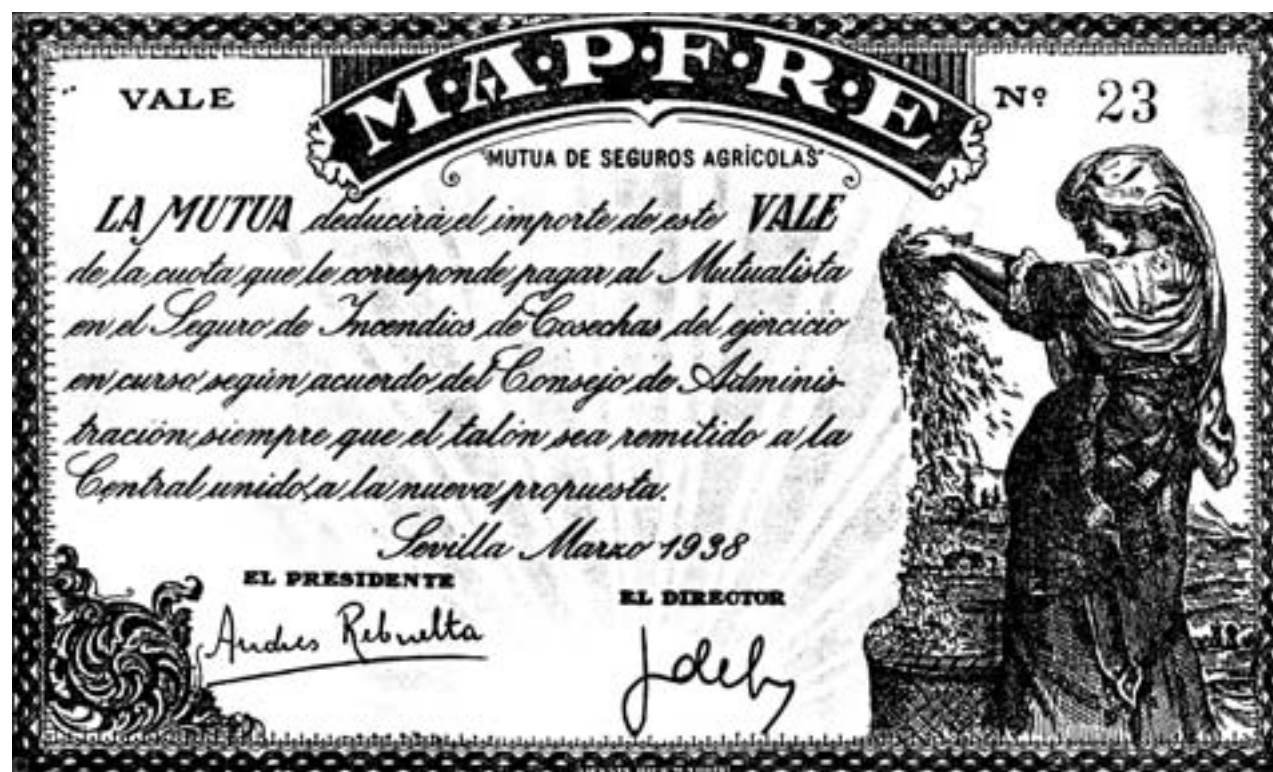 M·A·P·F·R·E
VALE
Nº 23
"MUTUA DE SEGUROS AGRÍCOLAS"
LA MUTUA deducirá el importe de este VALE
de la cuota que le corresponde pagar al Mutualista
en el Seguro de Incendios de Cosechas del ejercicio
en curso según acuerdo del Consejo de Adminis-
tración, siempre que el talón sea remitido a la
Central unido, a la nueva propuesta.
Sevilla Marzo 1938
EL PRESIDENTE
EL DIRECTOR
Andres Rebuelta